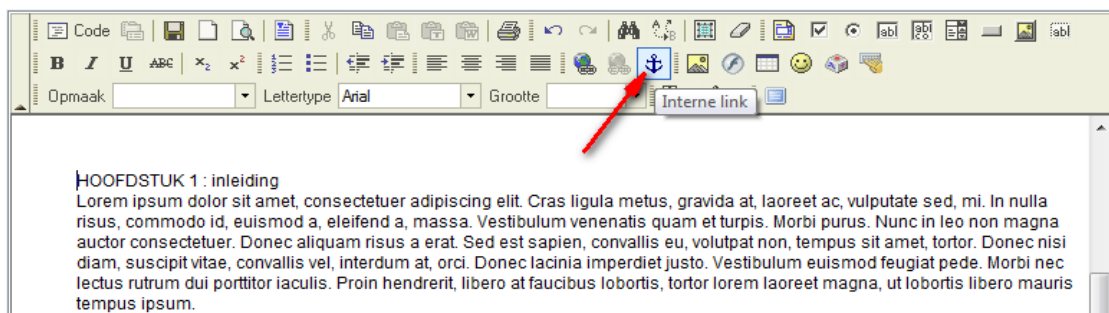 Code
B I U ABC x₂ x²
Opmaak Lettertype Arial Grootte
Interne link
HOOFDSTUK 1 : inleiding
Lorem ipsum dolor sit amet, consectetuer adipiscing elit. Cras ligula metus, gravida at, laoreet ac, vulputate sed, mi. In nulla
risus, commodo id, euismod a, eleifend a, massa. Vestibulum venenatis quam et turpis. Morbi purus. Nunc in leo non magna
auctor consectetuer. Donec aliquam risus a erat. Sed est sapien, convallis eu, volutpat non, tempus sit amet, tortor. Donec nisi
diam, suscipit vitae, convallis vel, interdum at, orci. Donec lacinia imperdiet justo. Vestibulum euismod feugiat pede. Morbi nec
lectus rutrum dui porttitor iaculis. Proin hendrerit, libero at faucibus lobortis, tortor lorem laoreet magna, ut lobortis libero mauris
tempus ipsum.